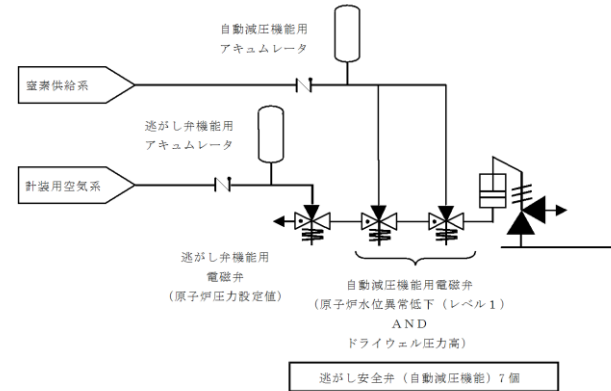 自動減圧機能用
アキュムレータ
窒素供給系
逃がし弁機能用
アキュムレータ
計装用空気系
逃がし弁機能用
電磁弁
(原子炉圧力設定値)
自動減圧機能用電磁弁
(原子炉水位異常低下(レベル1)
AND
ドライウェル圧力高)
逃がし安全弁(自動減圧機能)7個